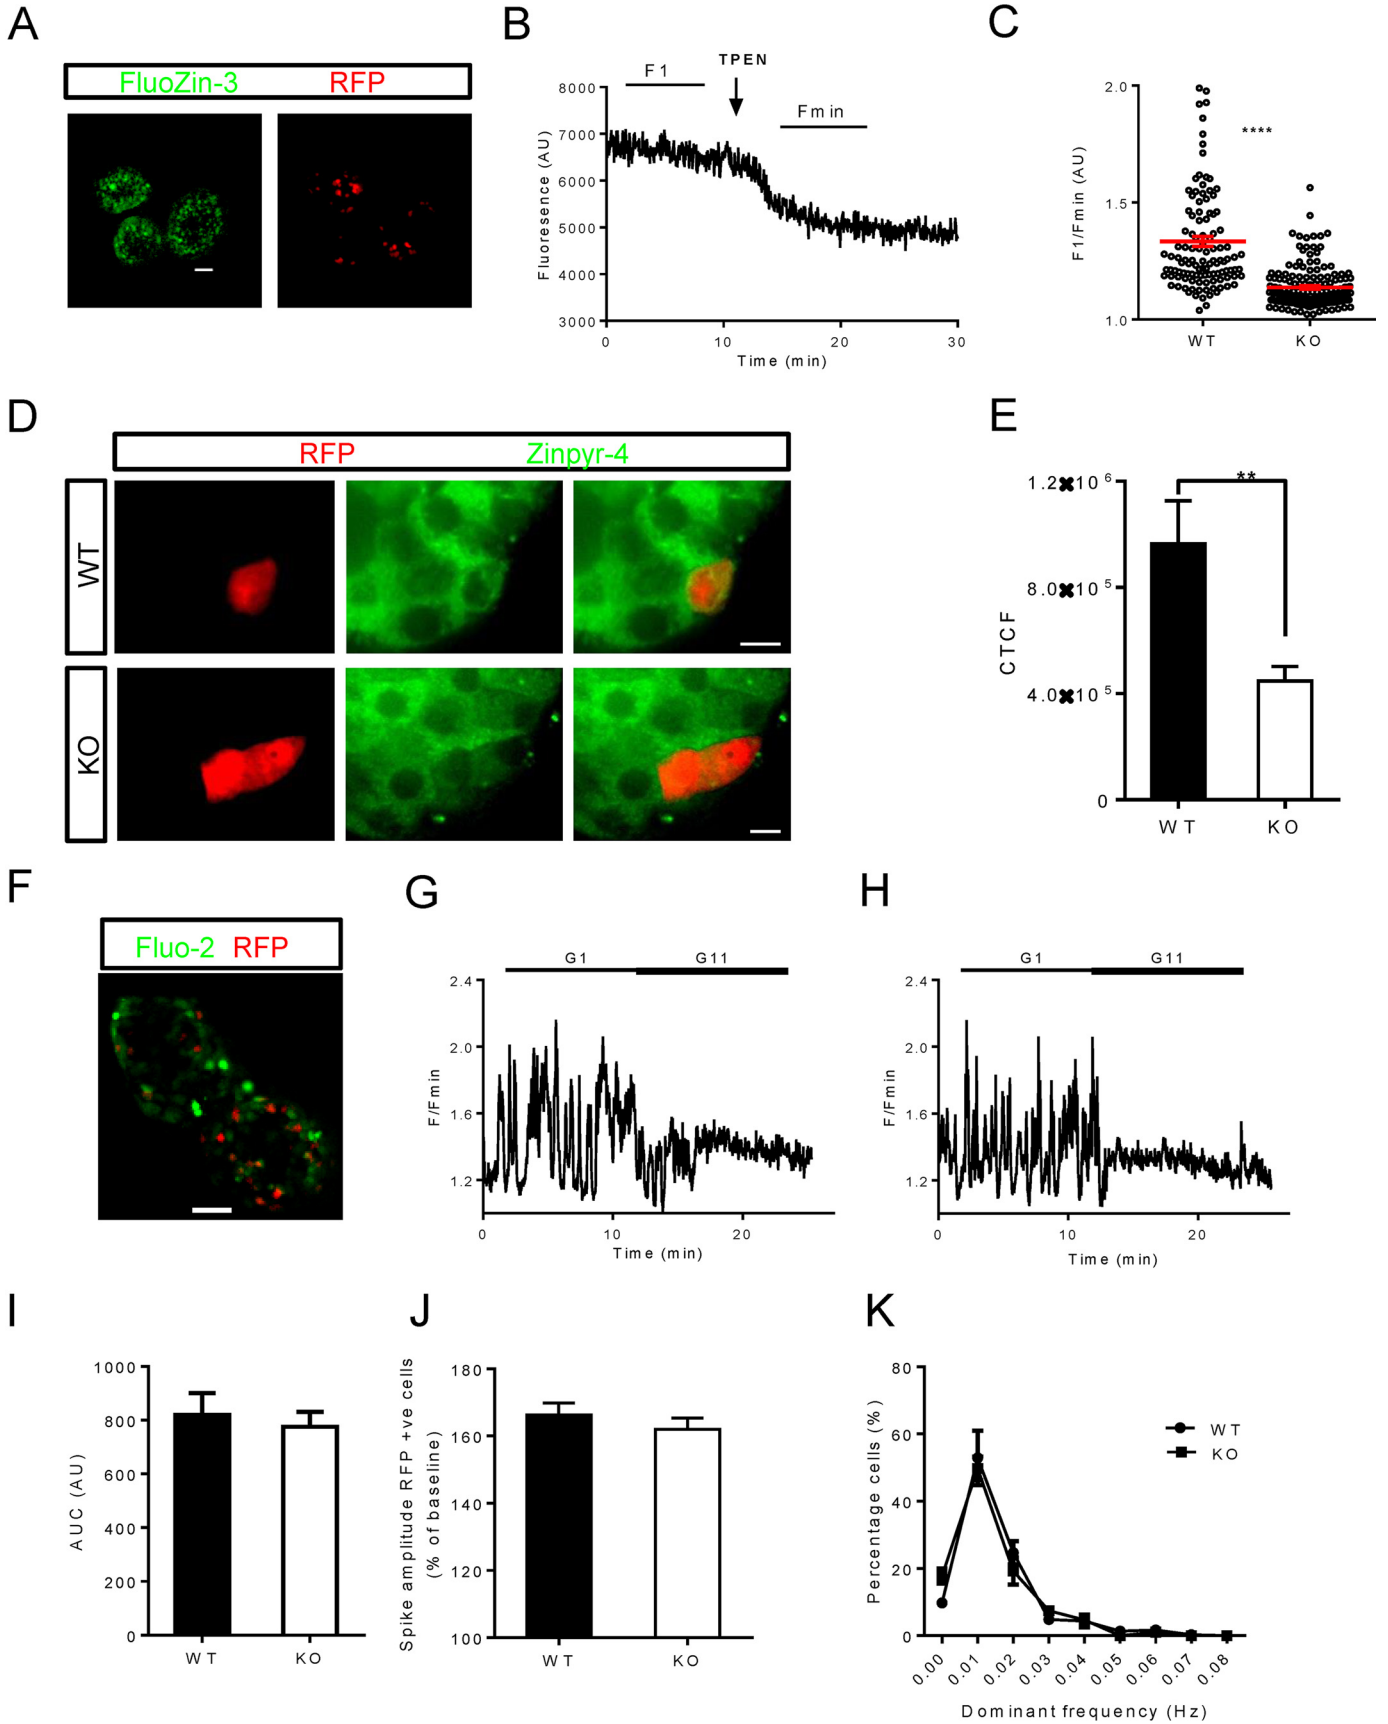 A
FluoZin-3 RFP
B
F1
TPEN
Fmin
8000
7000
6000
5000
4000
3000
Fluoresence (AU)
0 10 20 30
Time (min)
C
2.0
1.5
1.0
F1/Fmin (AU)
****
WT KO
D
RFP Zinpyr-4
WT
KO
E
**
1.2✖10 6
8.0✖10 5
4.0✖10 5
0
CTCF
WT KO
F
Fluo-2 RFP
G
G1 G11
2.4
2.0
1.6
1.2
F/Fmin
0 10 20
Time (min)
H
G1 G11
2.4
2.0
1.6
1.2
F/Fmin
0 10 20
Time (min)
I
1000
800
600
400
200
0
AUC (AU)
WT KO
J
180
160
140
120
100
Spike amplitude RFP +ve cells
(% of baseline)
WT KO
K
80
60
40
20
0
Percentage cells (%)
WT
KO
0.00 0.01 0.02 0.03 0.04 0.05 0.06 0.07 0.08
Dominant frequency (Hz)